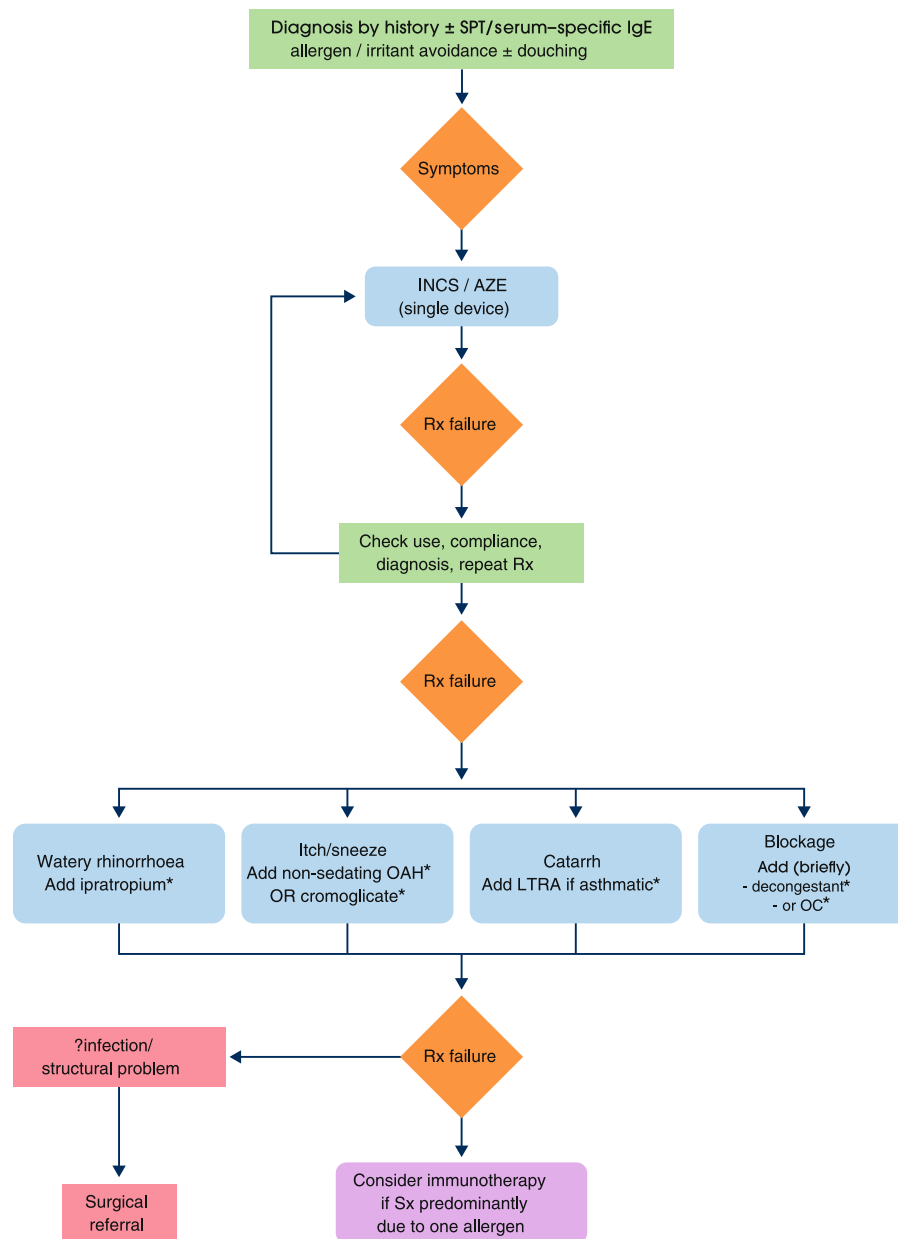 Diagnosis by history ± SPT/serum–specific IgE
allergen / irritant avoidance ± douching
Symptoms
INCS / AZE
(single device)
Rx failure
Check use, compliance,
diagnosis, repeat Rx
Rx failure
Watery rhinorrhoea
Add ipratropium*
Itch/sneeze
Add non-sedating OAH*
OR cromoglicate*
Catarrh
Add LTRA if asthmatic*
Blockage
Add (briefly)
- decongestant*
- or OC*
Rx failure
?infection/
structural problem
Surgical
referral
Consider immunotherapy
if Sx predominantly
due to one allergen